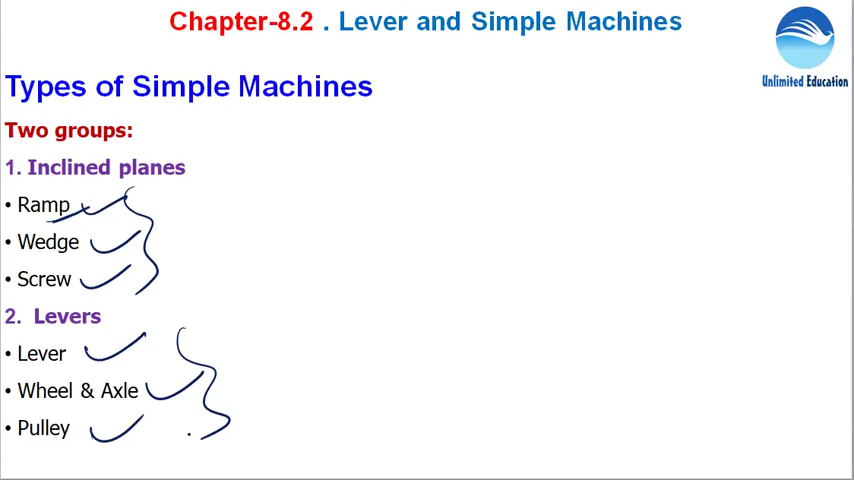 Chapter-8.2 . Lever and Simple Machines
Unlimited Education
Types of Simple Machines
Two groups:
1. Inclined planes
• Ramp
• Wedge
• Screw
2. Levers
• Lever
• Wheel & Axle
• Pulley